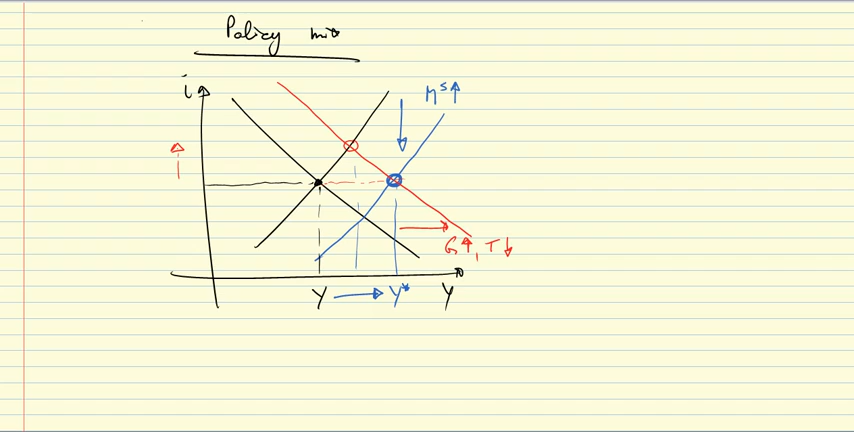 Policy mix
i
M^S↑
G↑, T↓
Y → Y* Y